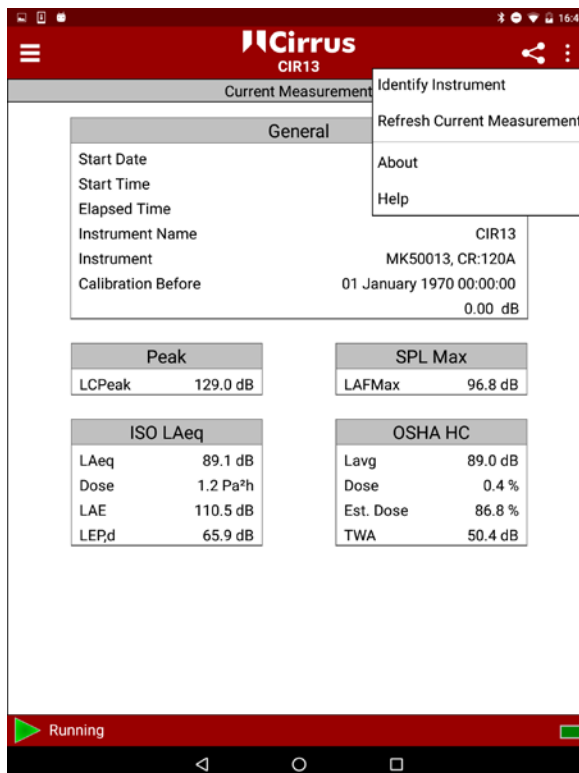 16:4
Cirrus
CIR13
Current Measurement
Identify Instrument
Refresh Current Measurement
About
Help
General
Start Date
Start Time
Elapsed Time
Instrument Name CIR13
Instrument MK50013, CR:120A
Calibration Before 01 January 1970 00:00:00
0.00 dB
Peak
LCPeak 129.0 dB
SPL Max
LAFMax 96.8 dB
ISO LAeq
LAeq 89.1 dB
Dose 1.2 Pa²h
LAE 110.5 dB
LEP,d 65.9 dB
OSHA HC
Lavg 89.0 dB
Dose 0.4 %
Est. Dose 86.8 %
TWA 50.4 dB
Running